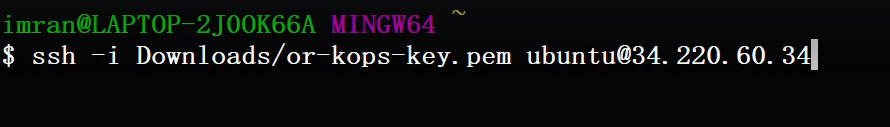 imran@LAPTOP-2JOOK66A MINGW64 ~
$ ssh -i Downloads/or-kops-key.pem ubuntu@34.220.60.34